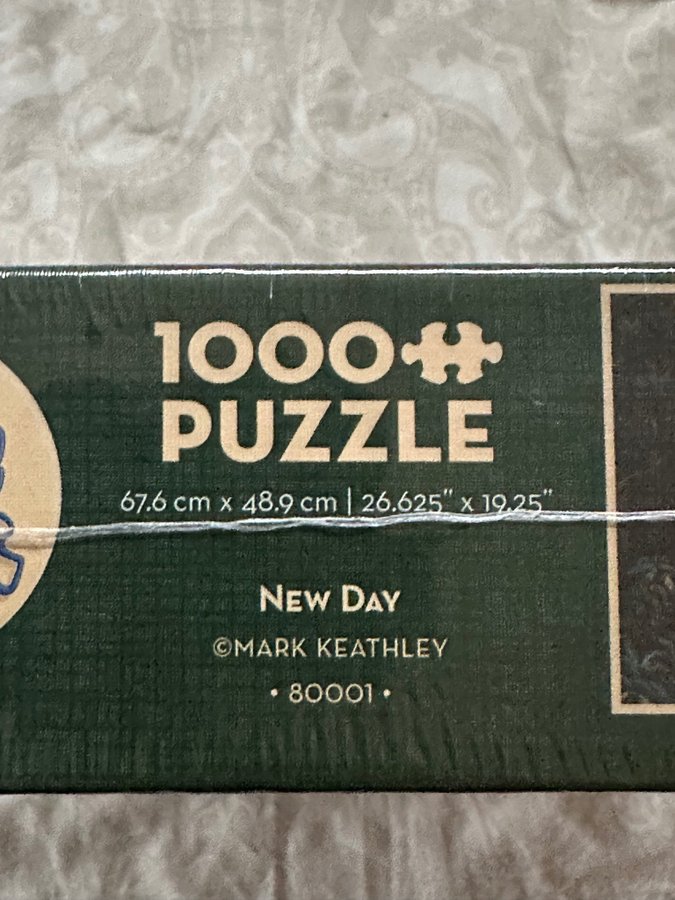 1000
PUZZLE
67.6 cm x 48.9 cm | 26.625" x 19.25"
NEW DAY
©MARK KEATHLEY
• 80001 •